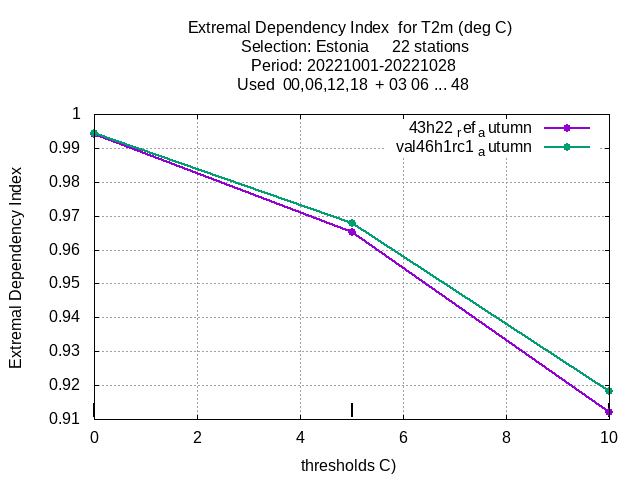 Extremal Dependency Index  for T2m (deg C)
Selection: Estonia     22 stations
Period: 20221001-20221028
Used  00,06,12,18  + 03 06 ... 48
Extremal Dependency Index
1
0.99
0.98
0.97
0.96
0.95
0.94
0.93
0.92
0.91
43h22 ref autumn
val46h1rc1 autumn
0 2 4 6 8 10
thresholds C)